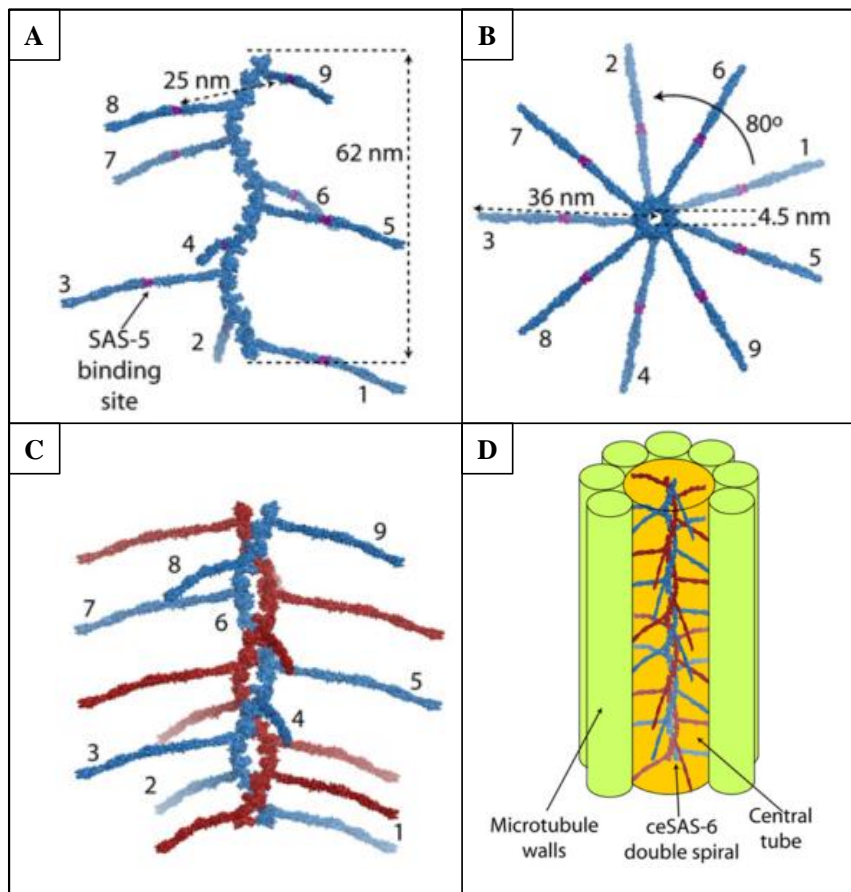 A
25 nm
9
8
62 nm
7
6
5
4
3
SAS-5
binding
site
2
1
B
2
6
80º
7
1
36 nm
4.5 nm
3
5
8
9
4
C
9
8
7
6
5
4
3
2
1
D
Microtubule
walls
ceSAS-6
double spiral
Central
tube